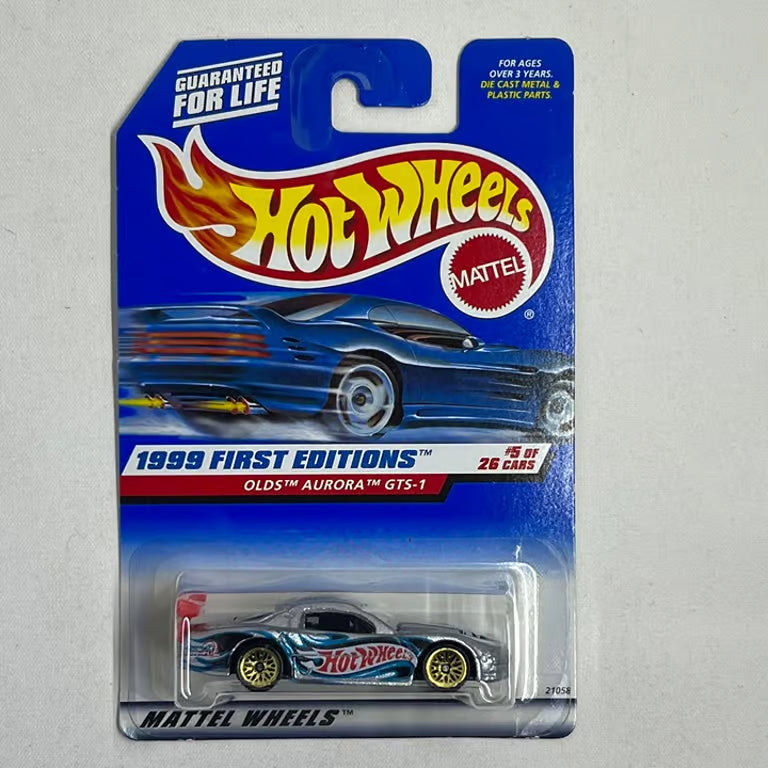 GUARANTEED
FOR LIFE
FOR AGES
OVER 3 YEARS.
DIE CAST METAL &
PLASTIC PARTS.
HOT WHEELS
MATTEL
®
1999 FIRST EDITIONS™
#5 OF
26 CARS
OLDS™ AURORA™ GTS-1
HOT WHEELS
21058
MATTEL WHEELS™